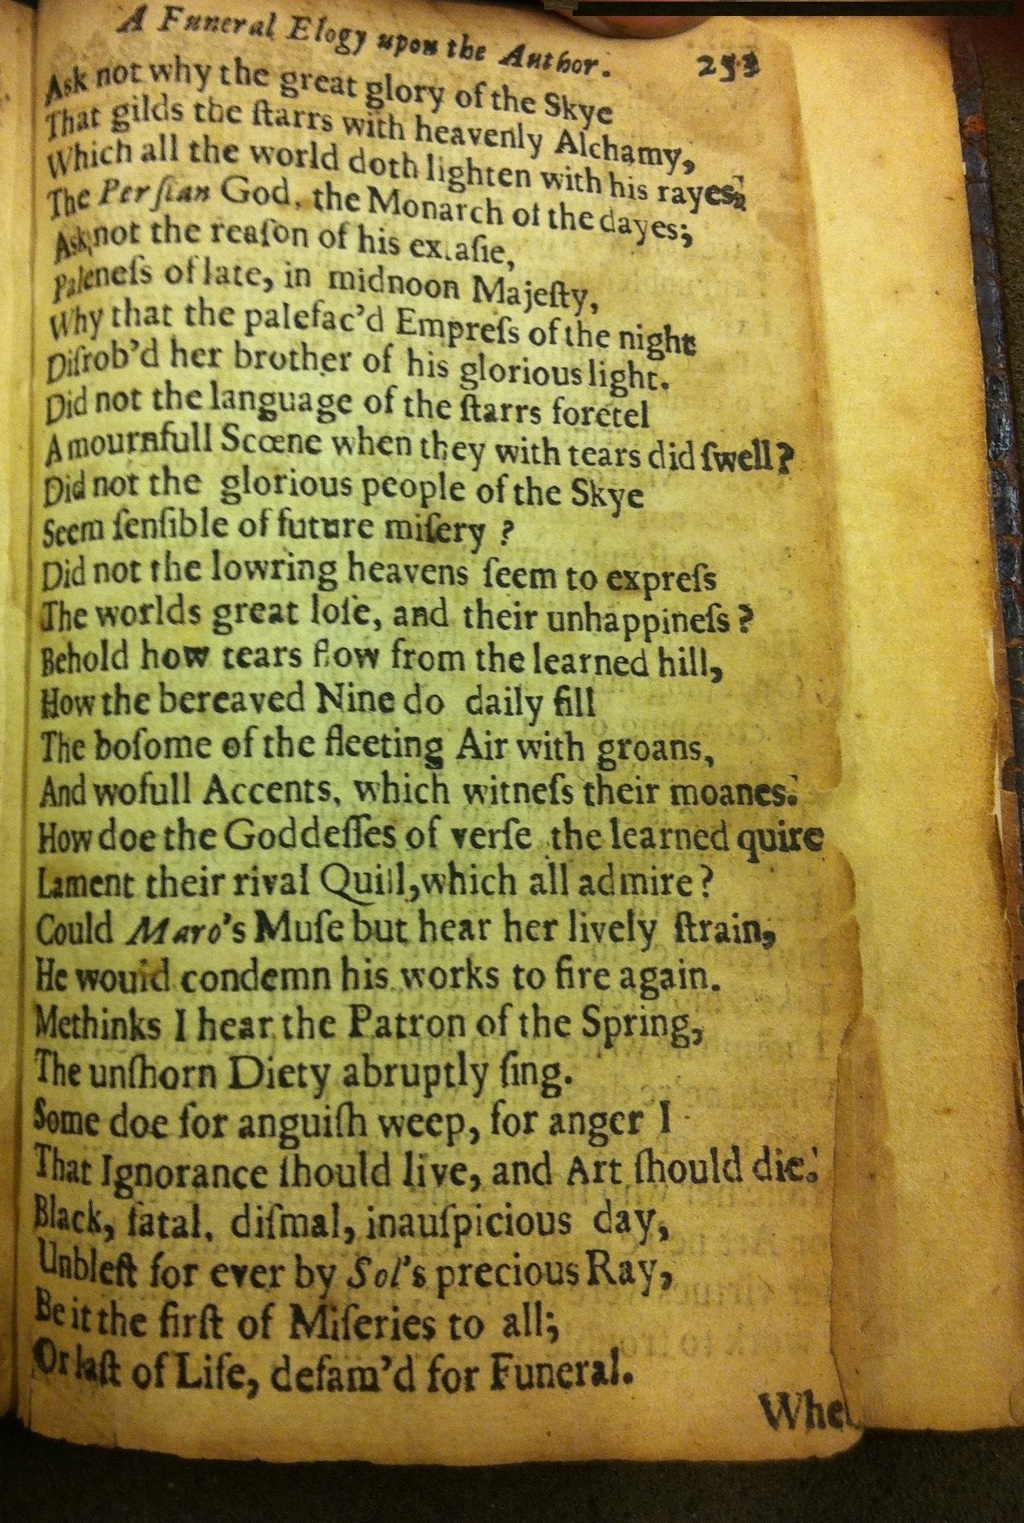 A Funeral Elogy upon the Author. 253
Ask not why the great glory of the Skye
That gilds the ſtarrs with heavenly Alchamy,
Which all the world doth lighten with his rayes,
The Perſian God, the Monarch of the dayes;
Ask not the reaſon of his extaſie,
Paleneſs of late, in midnoon Majeſty,
Why that the palefac'd Empreſs of the night
Diſrob'd her brother of his glorious light.
Did not the language of the ſtarrs foretel
A mournfull Scœne when they with tears did ſwell?
Did not the glorious people of the Skye
Seem ſenſible of future miſery ?
Did not the lowring heavens ſeem to expreſs
The worlds great loſe, and their unhappineſs?
Behold how tears flow from the learned hill,
How the bereaved Nine do daily fill
The boſome of the fleeting Air with groans,
And wofull Accents, which witneſs their moanes.
How doe the Goddeſſes of verſe the learned quire
Lament their rival Quill, which all admire?
Could Maro's Muſe but hear her lively ſtrain,
He would condemn his works to fire again.
Methinks I hear the Patron of the Spring,
The unſhorn Diety abruptly ſing.
Some doe for anguiſh weep, for anger I
That Ignorance ſhould live, and Art ſhould die.
Black, fatal, diſmal, inauſpicious day,
Unbleſt for ever by Sol's precious Ray,
Be it the firſt of Miſeries to all;
Or laſt of Life, defam'd for Funeral.